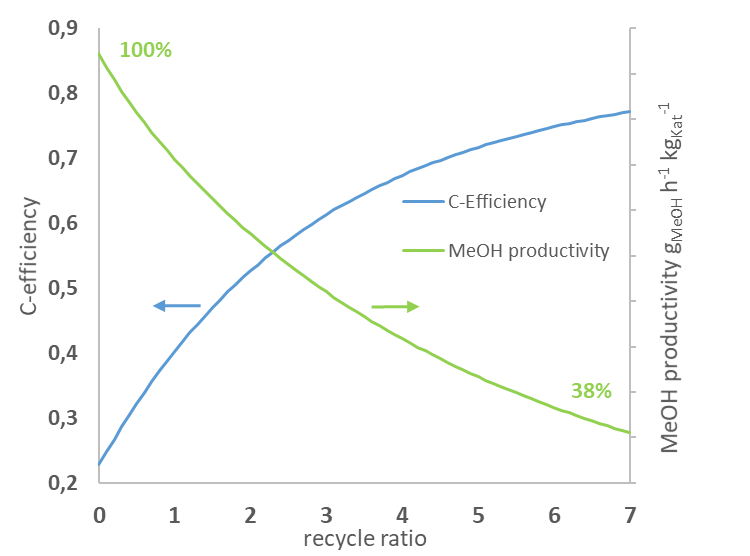 0,9
0,8
0,7
0,6
0,5
0,4
0,3
0,2
C-efficiency
100%
C-Efficiency
MeOH productivity
38%
MeOH productivity gMeOH h-1 kgKat-1
0 1 2 3 4 5 6 7
recycle ratio